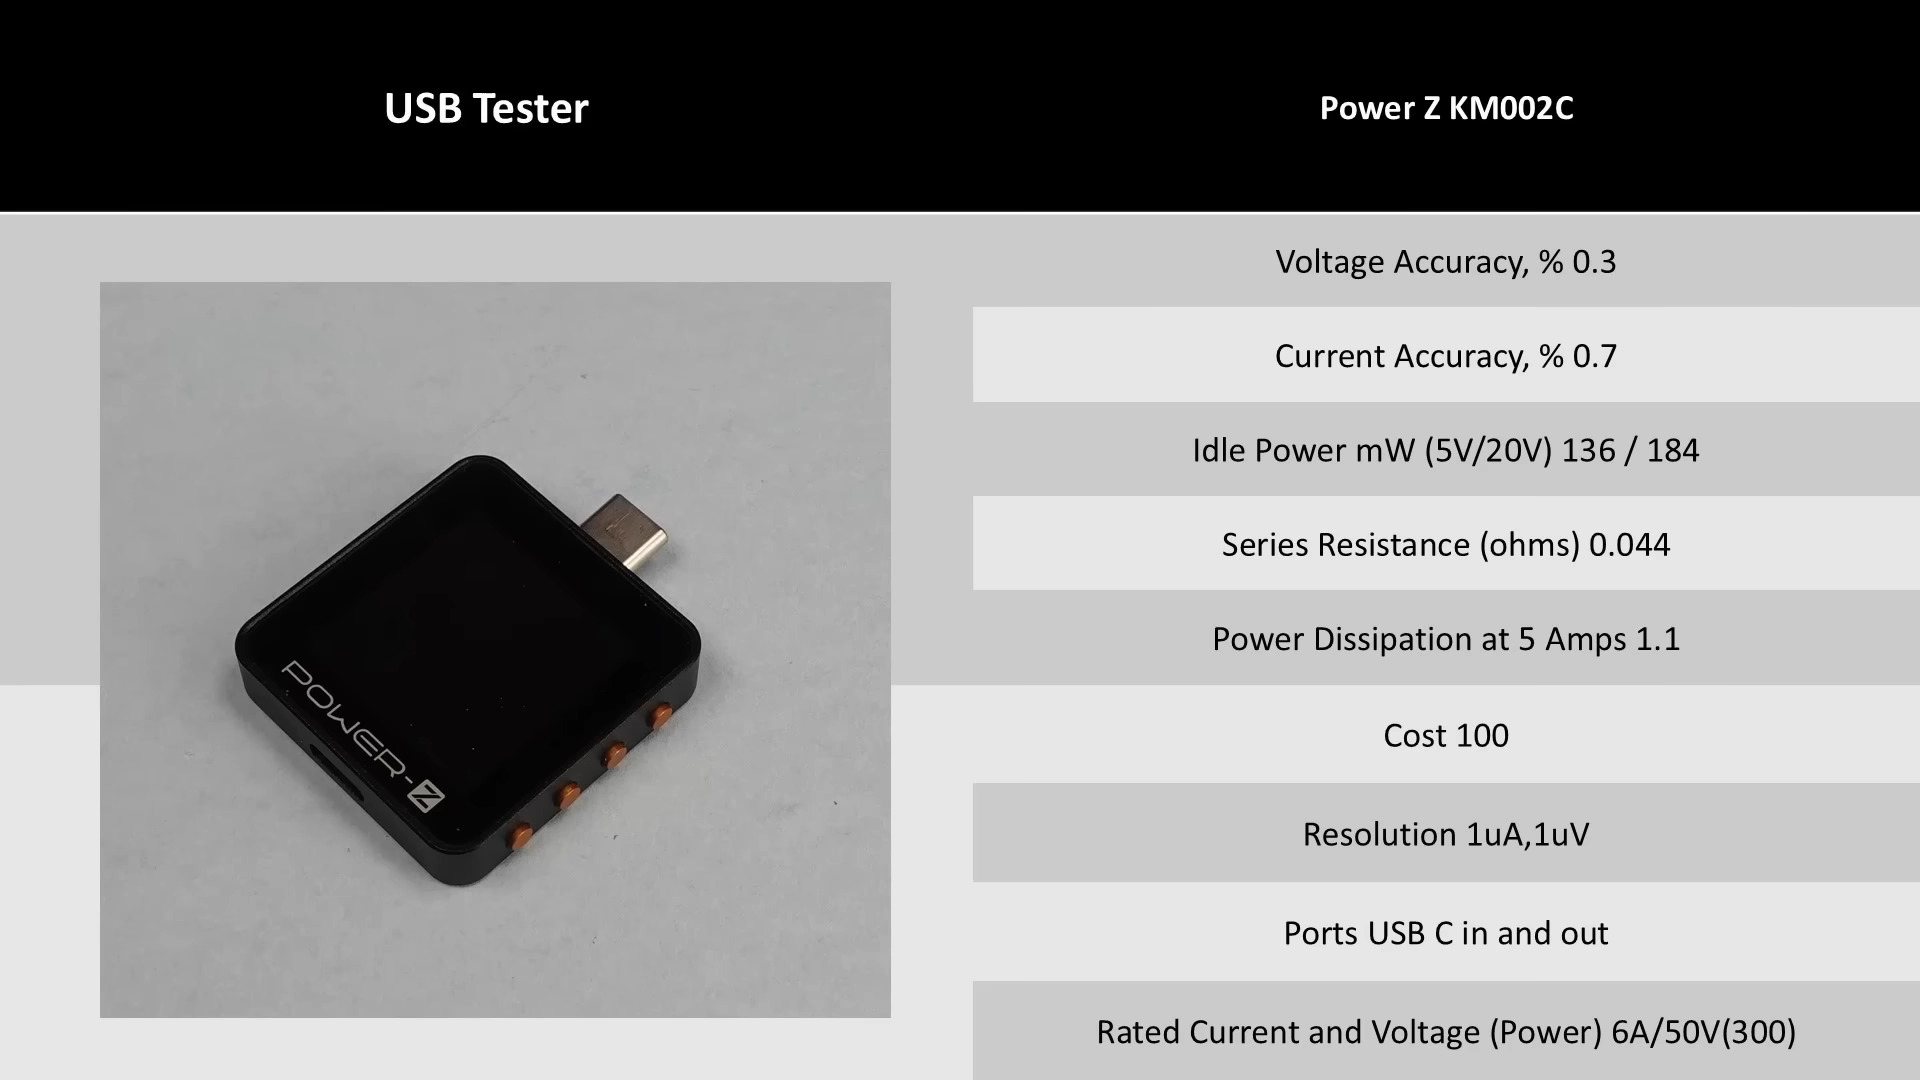 USB Tester
Power Z KM002C
Voltage Accuracy, % 0.3
Current Accuracy, % 0.7
Idle Power mW (5V/20V) 136 / 184
Series Resistance (ohms) 0.044
Power Dissipation at 5 Amps 1.1
Cost 100
Resolution 1uA,1uV
Ports USB C in and out
Rated Current and Voltage (Power) 6A/50V(300)
POWER-Z